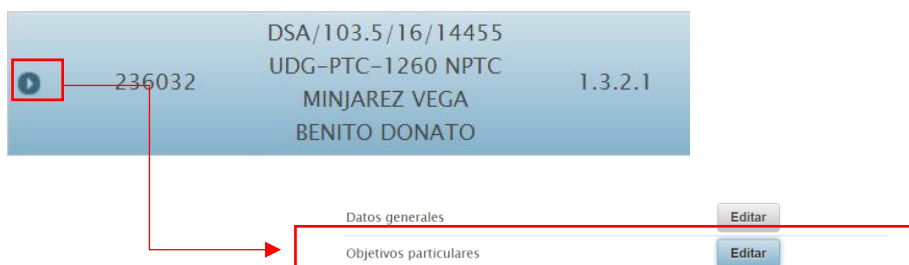 DSA/103.5/16/14455
UDG-PTC-1260 NPTC
236032
1.3.2.1
MINJAREZ VEGA
BENITO DONATO
Datos generales Editar
Objetivos particulares Editar